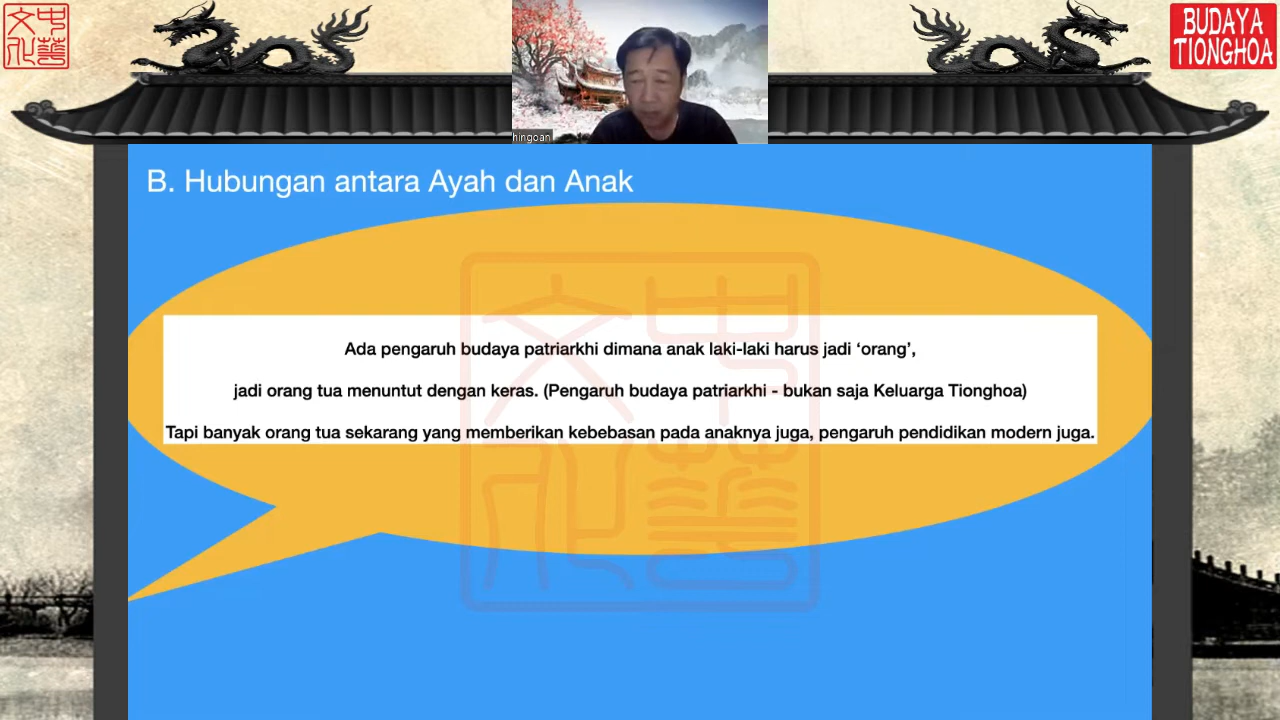 BUDAYA
TIONGHOA
hingoan
B. Hubungan antara Ayah dan Anak
Ada pengaruh budaya patriarkhi dimana anak laki-laki harus jadi ‘orang’,
jadi orang tua menuntut dengan keras. (Pengaruh budaya patriarkhi - bukan saja Keluarga Tionghoa)
Tapi banyak orang tua sekarang yang memberikan kebebasan pada anaknya juga, pengaruh pendidikan modern juga.